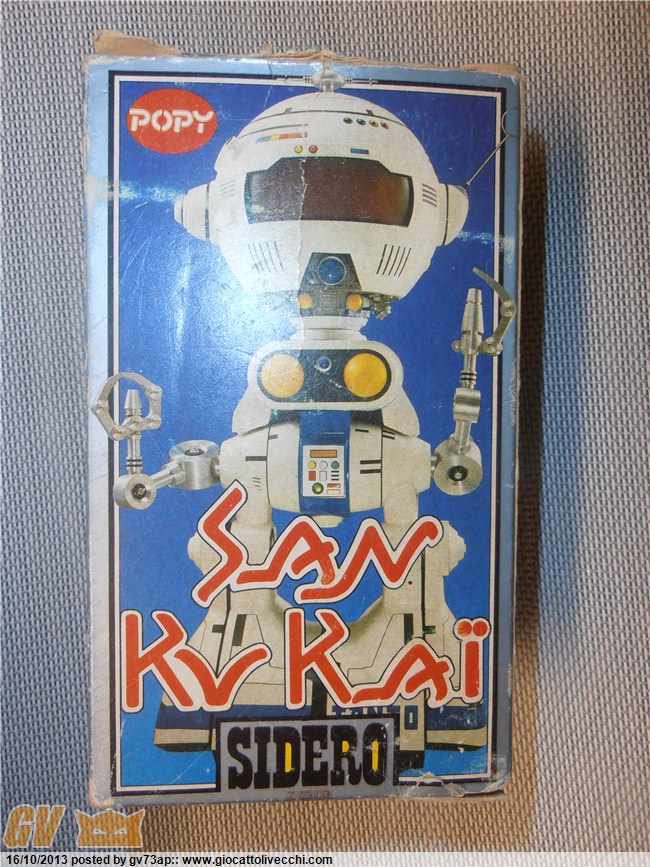 POPY
SAN
KU KAÏ
SIDERO
GV
16/10/2013 posted by gv73ap:: www.giocattolivecchi.com